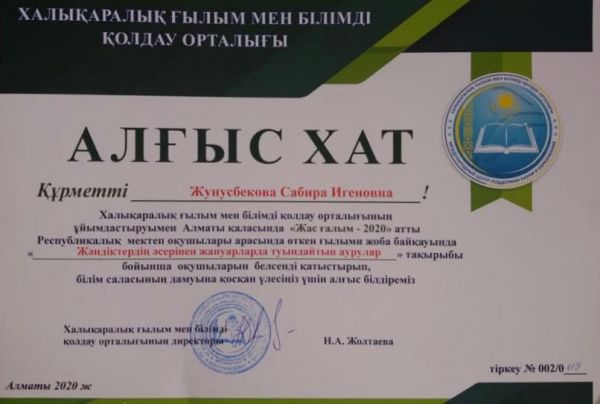 ХАЛЫҚАРАЛЫҚ ҒЫЛЫМ МЕН БІЛІМДІ
ҚОЛДАУ ОРТАЛЫҒЫ
АЛҒЫС ХАТ
Құрметті Жунусбекова Сабира Игеновна !
Халықаралық ғылым мен білімді қолдау орталығының
ұйымдастыруымен Алматы қаласында «Жас ғалым - 2020» атты
Республикалық мектеп оқушылары арасында өткен ғылыми жоба байқауында
« Жәндіктердің әсерінен жануарларда туындайтын аурулар » тақырыбы
бойынша оқушыларын белсенді қатыстырып,
білім саласының дамуына қосқан үлесіңіз үшін алғыс білдіреміз
Халықаралық ғылым мен білімді
қолдау орталығының директоры
Н.А. Жолтаева
тіркеу № 002/0119
Алматы 2020 ж